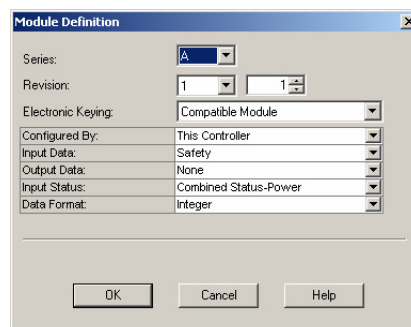 Module Definition
Series: A
Revision: 1 1
Electronic Keying: Compatible Module
Configured By: This Controller
Input Data: Safety
Output Data: None
Input Status: Combined Status-Power
Data Format: Integer
OK Cancel Help